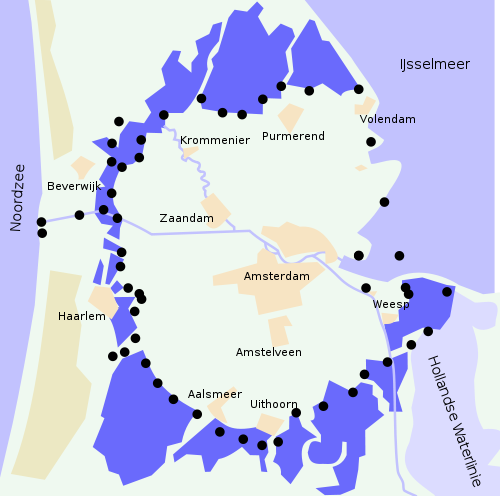 IJsselmeer
Volendam
Purmerend
Krommenier
Noordzee
Beverwijk
Zaandam
Amsterdam
Weesp
Haarlem
Amstelveen
Aalsmeer
Uithoorn
Hollandse Waterlinie